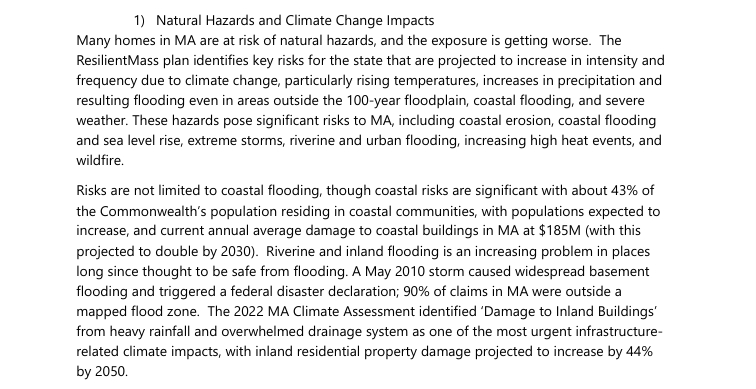 1) Natural Hazards and Climate Change Impacts
Many homes in MA are at risk of natural hazards, and the exposure is getting worse.  The
ResilientMass plan identifies key risks for the state that are projected to increase in intensity and
frequency due to climate change, particularly rising temperatures, increases in precipitation and
resulting flooding even in areas outside the 100-year floodplain, coastal flooding, and severe
weather. These hazards pose significant risks to MA, including coastal erosion, coastal flooding
and sea level rise, extreme storms, riverine and urban flooding, increasing high heat events, and
wildfire.
Risks are not limited to coastal flooding, though coastal risks are significant with about 43% of
the Commonwealth’s population residing in coastal communities, with populations expected to
increase, and current annual average damage to coastal buildings in MA at $185M (with this
projected to double by 2030).  Riverine and inland flooding is an increasing problem in places
long since thought to be safe from flooding. A May 2010 storm caused widespread basement
flooding and triggered a federal disaster declaration; 90% of claims in MA were outside a
mapped flood zone.  The 2022 MA Climate Assessment identified ‘Damage to Inland Buildings’
from heavy rainfall and overwhelmed drainage system as one of the most urgent infrastructure-
related climate impacts, with inland residential property damage projected to increase by 44%
by 2050.